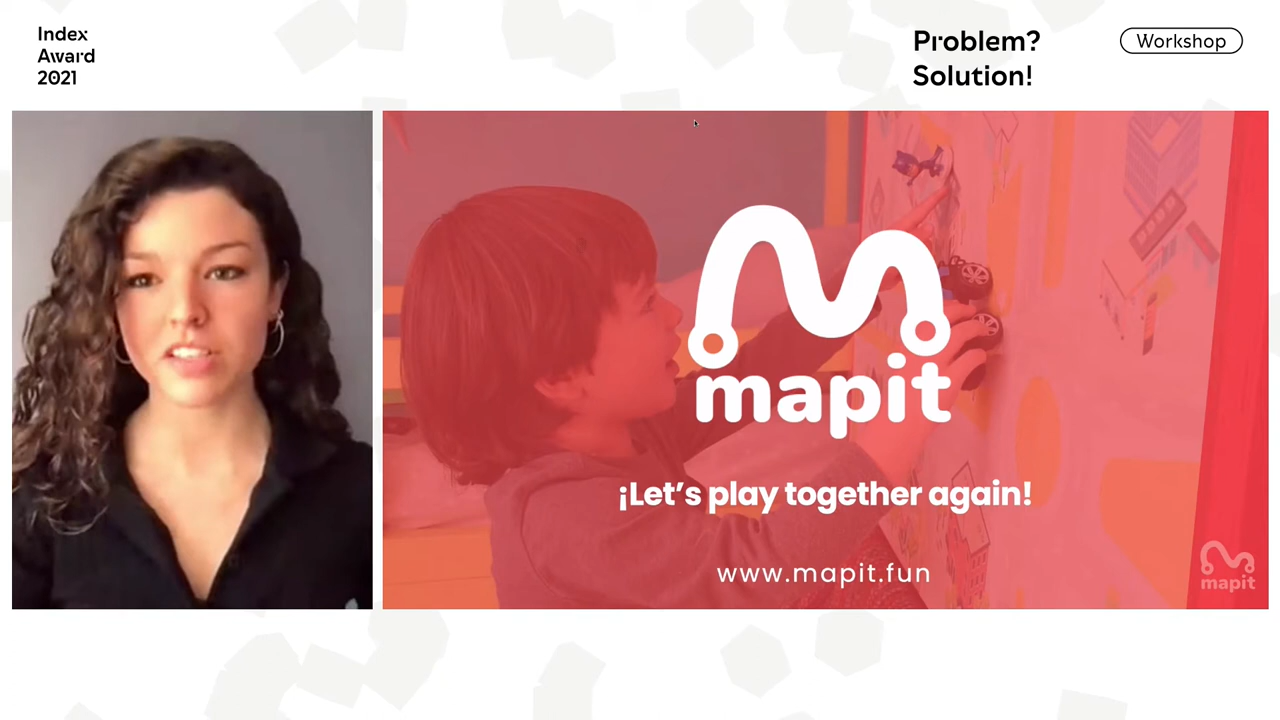 Index
Award
2021
Problem?
Solution!
Workshop
mapit
¡Let's play together again!
www.mapit.fun
mapit